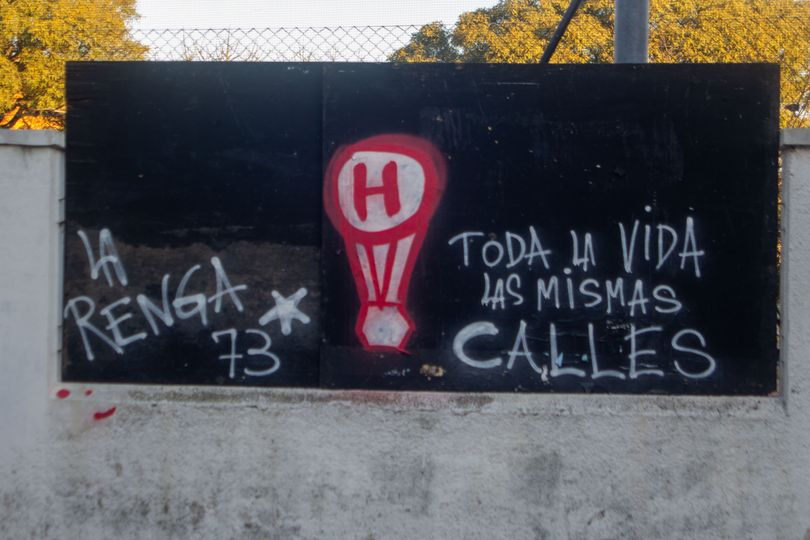 LA
RENGA
73
H
TODA LA VIDA
LAS MISMAS
CALLES